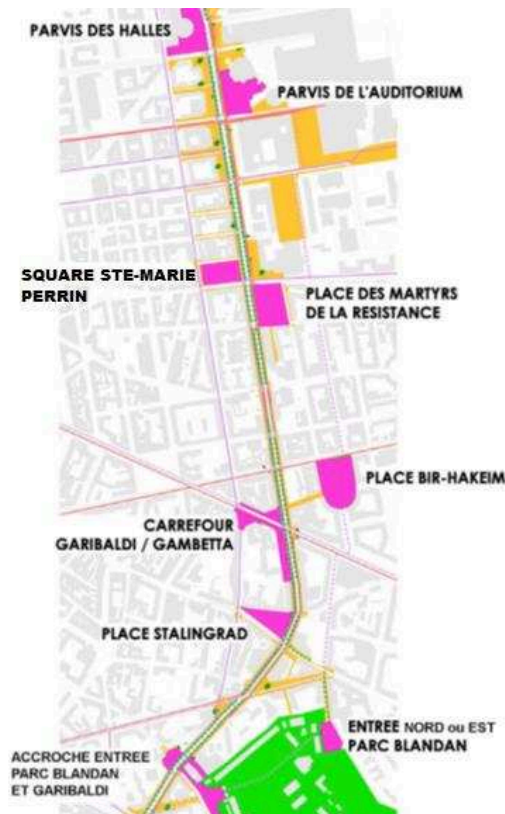 PARVIS DES HALLES
PARVIS DE L'AUDITORIUM
SQUARE STE-MARIE
PERRIN
PLACE DES MARTYRS
DE LA RESISTANCE
PLACE BIR-HAKEIM
CARREFOUR
GARIBALDI / GAMBETTA
PLACE STALINGRAD
ENTREE NORD ou EST
PARC BLANDAN
ACCROCHE ENTREE
PARC BLANDAN
ET GARIBALDI